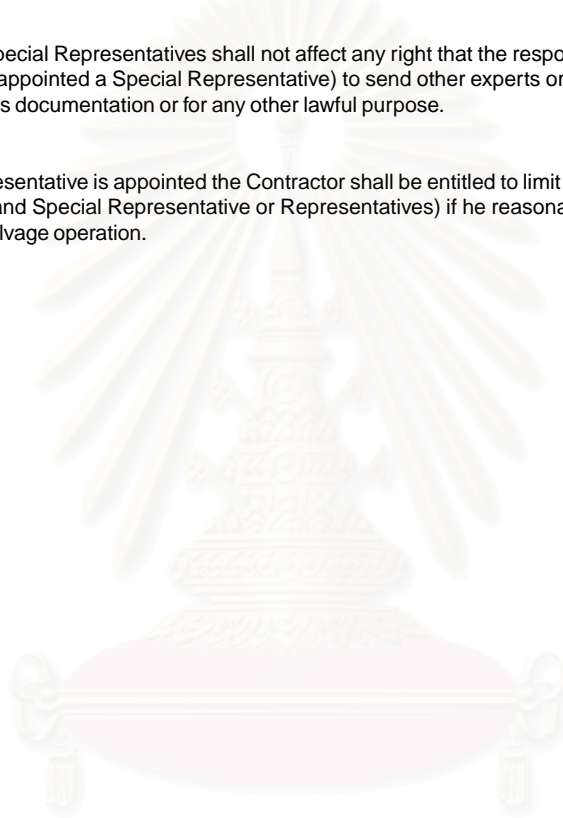 pecial Representatives shall not affect any right that the respo
appointed a Special Representative) to send other experts or
s documentation or for any other lawful purpose.
esentative is appointed the Contractor shall be entitled to limit
and Special Representative or Representatives) if he reasona
lvage operation.